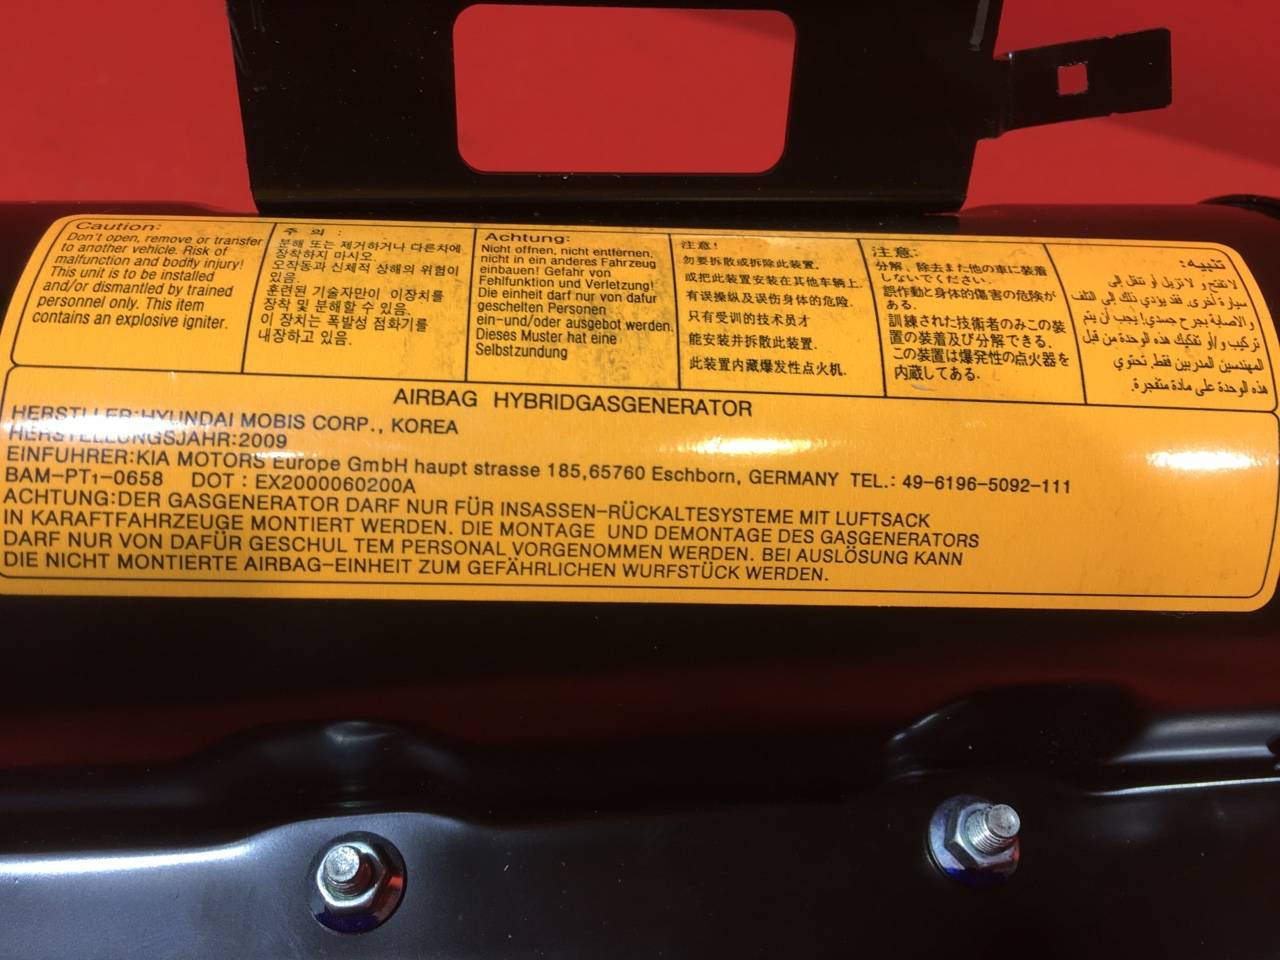 Caution:
Don't open, remove or transfer
to another vehicle. Risk of
malfunction and bodily injury!
This unit is to be installed
and/or dismantled by trained
personnel only. This item
contains an explosive igniter.
주 의 :
분해 또는 제거하거나 다른차에
장착하지 마시오.
오작동과 신체적 상해의 위험이
있음.
훈련된 기술자만이 이장치를
장착 및 분해할 수 있음.
이 장치는 폭발성 점화기를
내장하고 있음.
Achtung:
Nicht offnen, nicht entfernen,
nicht in ein anderes Fahrzeug
einbauen! Gefahr von
Fehlfunktion und Verletzung!
Die einheit darf nur von dafur
geschelten Personen
ein-und/oder ausgebot werden.
Dieses Muster hat eine
Selbstzundung
注意!
勿要拆散或拆除此装置.
或把此装置安装在其他车辆上.
有误操纵及误伤身体的危险.
只有受训的技术员才
能安装并拆散此装置.
此装置内藏爆发性点火机.
注意:
分解、除去また他の車に装着
しないでください.
誤作動と身体的傷害の危険が
ある.
訓練された技術者のみこの装
置の装着及び分解できる.
この装置は爆発性の点火器を
内蔵してある.
تنبيه:
لا تفتح و لا تزيل أو تنقل إلى
سيارة أخرى. فقد يؤدي ذلك إلى التلف
والاصابة بجرح جسدي! يجب أن يتم
تركيب و/أو تفكيك هذه الوحدة من قبل
المهندسين المدربين فقط. تحتوي
هذه الوحدة على مادة متفجرة.
AIRBAG HYBRIDGASGENERATOR
HERSTLLER:HYUNDAI MOBIS CORP., KOREA
HERSTELLUNGSJAHR:2009
EINFUHRER:KIA MOTORS Europe GmbH haupt strasse 185,65760 Eschborn, GERMANY TEL.: 49-6196-5092-111
BAM-PT1-0658 DOT : EX2000060200A
ACHTUNG:DER GASGENERATOR DARF NUR FÜR INSASSEN-RÜCKALTESYSTEME MIT LUFTSACK
IN KARAFTFAHRZEUGE MONTIERT WERDEN. DIE MONTAGE UND DEMONTAGE DES GASGENERATORS
DARF NUR VON DAFÜR GESCHUL TEM PERSONAL VORGENOMMEN WERDEN. BEI AUSLÖSUNG KANN
DIE NICHT MONTIERTE AIRBAG-EINHEIT ZUM GEFÄHRLICHEN WURFSTÜCK WERDEN.